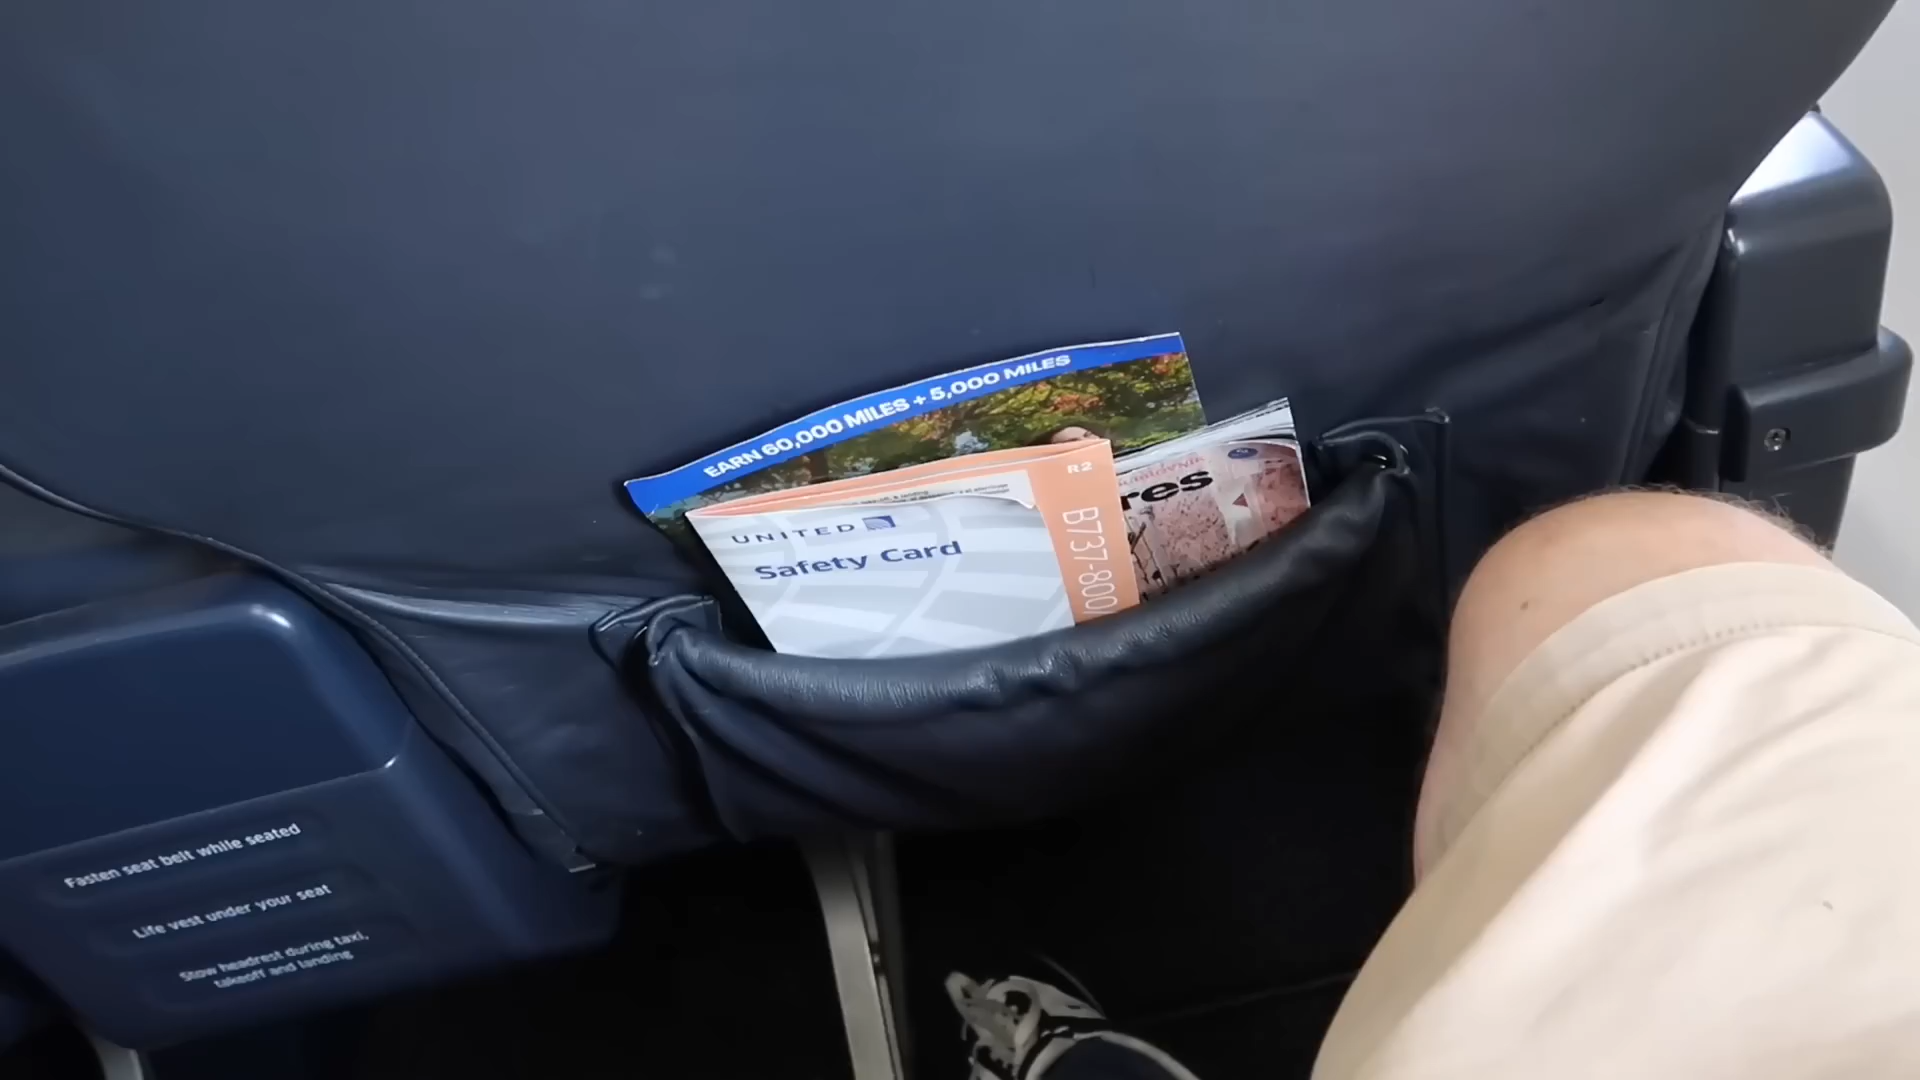 EARN 60,000 MILES + 5,000 MILES
R2
UNITED
Safety Card
B737-800
res
Fasten seat belt while seated
Life vest under your seat
Stow headrest during taxi,
takeoff and landing